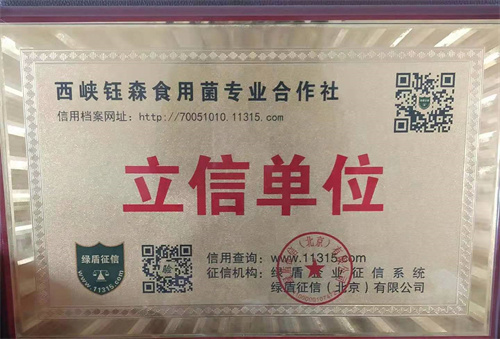 西峡钰森食用菌专业合作社
信用档案网址：http://70051010.11315.com
立信单位
绿盾征信
www.11315.com
验
信用查询：www.11315.com
征信机构：绿盾企业征信系统
绿盾征信（北京）有限公司